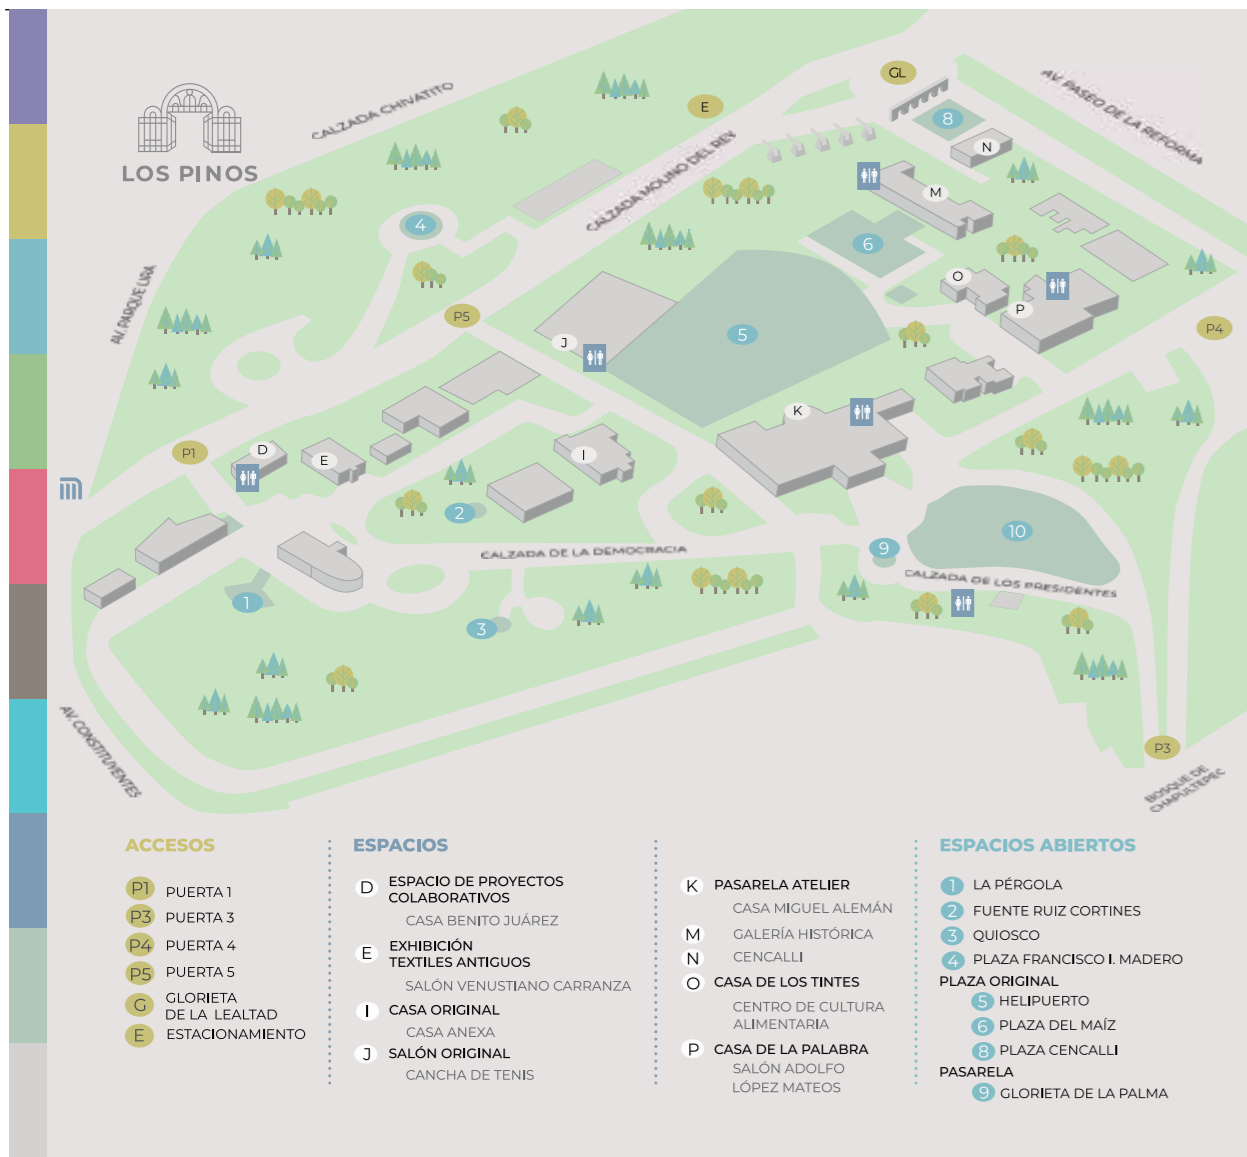 LOS PINOS
CALZADA CHIVATITO
E
GL
AV. PASEO DE LA REFORMA
8
N
CALZADA MOLINO DEL REY
M
4
6
O
AV. PARQUE LIRA
P5
P
5
P4
J
K
P1
D
E
I
2
10
9
CALZADA DE LA DEMOCRACIA
CALZADA DE LOS PRESIDENTES
1
3
AV. CONSTITUYENTES
P3
BOSQUE DE
CHAPULTEPEC
ACCESOS
P1 PUERTA 1
P3 PUERTA 3
P4 PUERTA 4
P5 PUERTA 5
G GLORIETA
DE LA LEALTAD
E ESTACIONAMIENTO
ESPACIOS
D ESPACIO DE PROYECTOS
COLABORATIVOS
CASA BENITO JUÁREZ
E EXHIBICIÓN
TEXTILES ANTIGUOS
SALÓN VENUSTIANO CARRANZA
I CASA ORIGINAL
CASA ANEXA
J SALÓN ORIGINAL
CANCHA DE TENIS
K PASARELA ATELIER
CASA MIGUEL ALEMÁN
M GALERÍA HISTÓRICA
N CENCALLI
O CASA DE LOS TINTES
CENTRO DE CULTURA
ALIMENTARIA
P CASA DE LA PALABRA
SALÓN ADOLFO
LÓPEZ MATEOS
ESPACIOS ABIERTOS
1 LA PÉRGOLA
2 FUENTE RUIZ CORTINES
3 QUIOSCO
4 PLAZA FRANCISCO I. MADERO
PLAZA ORIGINAL
5 HELIPUERTO
6 PLAZA DEL MAÍZ
8 PLAZA CENCALLI
PASARELA
9 GLORIETA DE LA PALMA